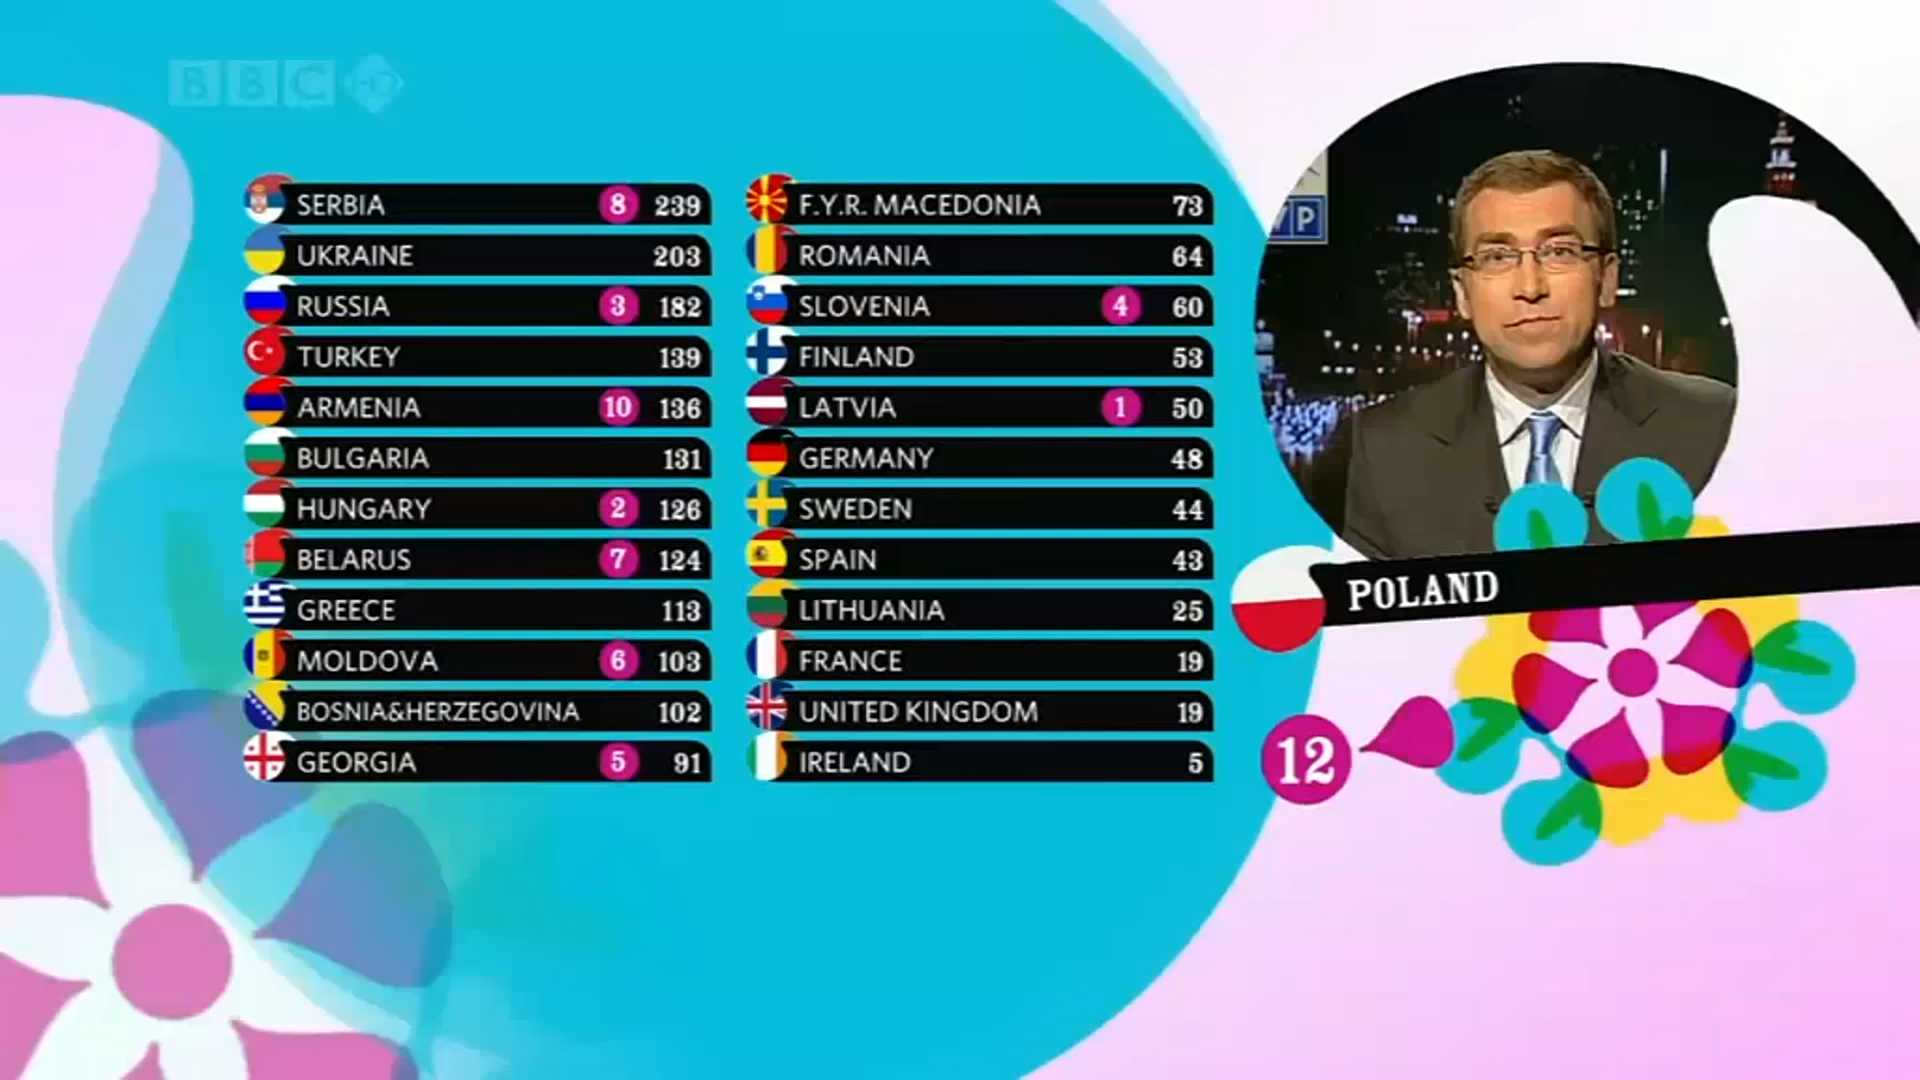 BBC HD
SERBIA 8 239
UKRAINE 203
RUSSIA 3 182
TURKEY 139
ARMENIA 10 136
BULGARIA 131
HUNGARY 2 126
BELARUS 7 124
GREECE 113
MOLDOVA 6 103
BOSNIA&HERZEGOVINA 102
GEORGIA 5 91
F.Y.R. MACEDONIA 73
ROMANIA 64
SLOVENIA 4 60
FINLAND 53
LATVIA 1 50
GERMANY 48
SWEDEN 44
SPAIN 43
LITHUANIA 25
FRANCE 19
UNITED KINGDOM 19
IRELAND 5
VP
POLAND
12